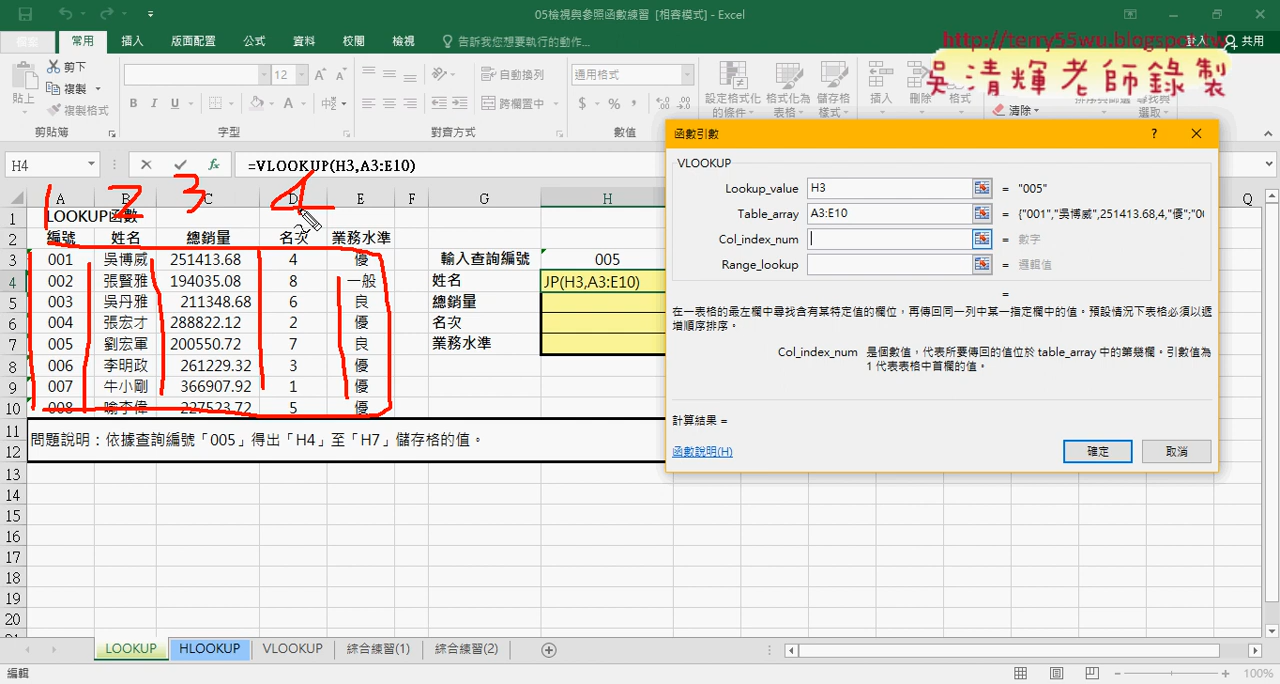 05檢視與參照函數練習 [相容模式] - Excel
常用 插入 版面配置 公式 資料 校閱 檢視 告訴我您想要執行的動作... 登入 共用
http://terry55wu.blogspot.tw
吳清輝老師錄製
剪下
複製
貼上 複製格式
12 自動換列 通用格式
B I U 跨欄置中 $ %
設定格式化的條件 格式化為表格 儲存格樣式 插入 刪除 格式 清除
剪貼簿 字型 對齊方式 數值
H4 =VLOOKUP(H3,A3:E10)
1 2 3 4
A B C D E F G H Q
1 LOOKUP函數
2 編號 姓名 總銷量 名次 業務水準
3 001 吳博威 251413.68 4 優 輸入查詢編號 005
4 002 張賢雅 194035.08 8 一般 姓名 JP(H3,A3:E10)
5 003 吳丹雅 211348.68 6 良 總銷量
6 004 張宏才 288822.12 2 優 名次
7 005 劉宏軍 200550.72 7 良 業務水準
8 006 李明政 261229.32 3 優
9 007 牛小剛 366907.92 1 優
10 008 喻李偉 227523.72 5 優
11
問題說明：依據查詢編號「005」得出「H4」至「H7」儲存格的值。
12
13
14
15
16
17
18
19
20
函數引數 ? ×
VLOOKUP
Lookup_value H3 = "005"
Table_array A3:E10 = {"001","吳博威",251413.68,4,"優";"00
Col_index_num = 數字
Range_lookup = 邏輯值
=
在一表格的最左欄中尋找含有某特定值的欄位，再傳回同一列中某一指定欄中的值。預設情況下表格必須以遞
增順序排序。
Col_index_num 是個數值，代表所要傳回的值位於 table_array 中的第幾欄。引數值為
1 代表表格中首欄的值。
計算結果 =
函數說明(H) 確定 取消
LOOKUP HLOOKUP VLOOKUP 綜合練習(1) 綜合練習(2)
編輯 100%